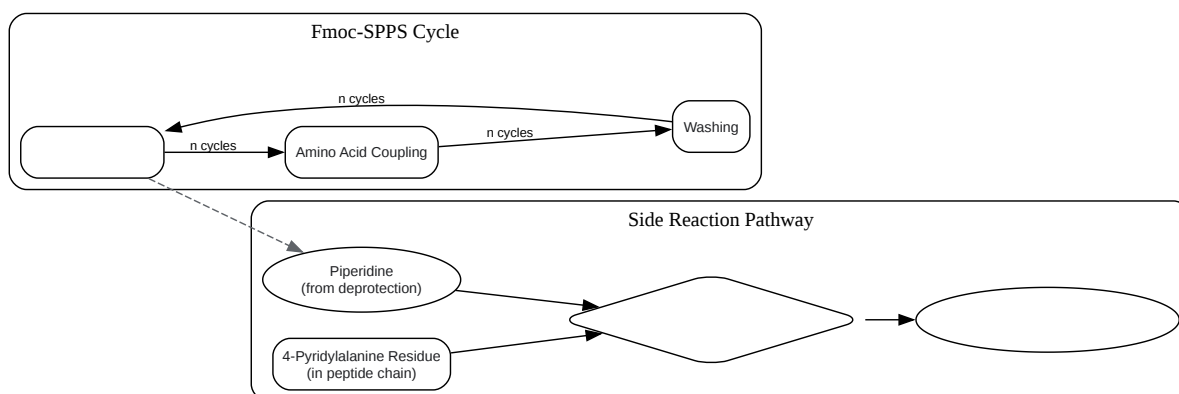 Fmoc-SPPS Cycle
n cycles
n cycles
Washing
n cycles
Amino Acid Coupling
Side Reaction Pathway
Piperidine
(from deprotection)
4-Pyridylalanine Residue
(in peptide chain)